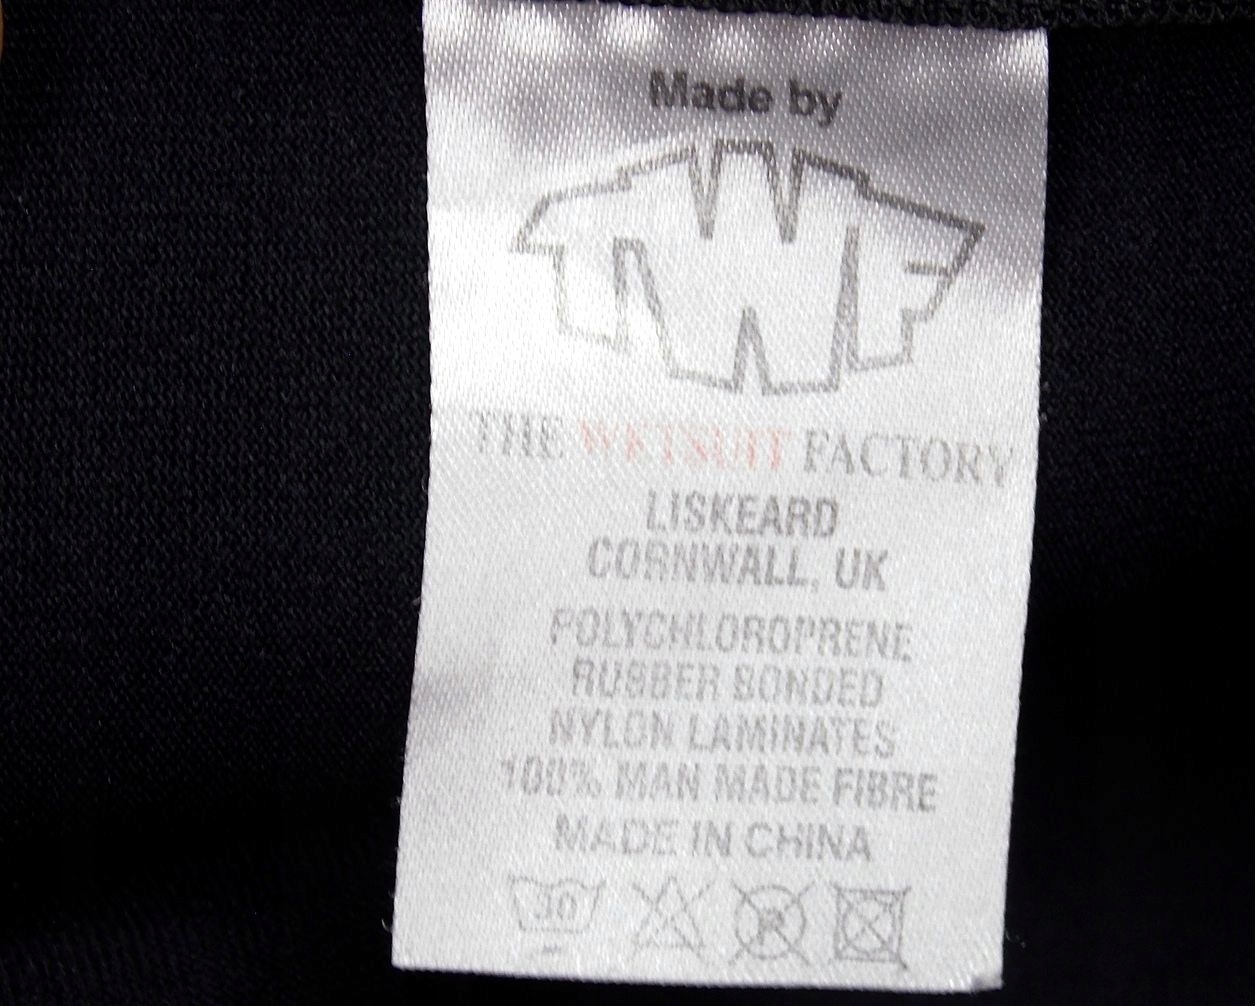 Made by
TWF
THE WETSUIT FACTORY
LISKEARD
CORNWALL, UK
POLYCHLOROPRENE
RUBBER BONDED
NYLON LAMINATES
100% MAN MADE FIBRE
MADE IN CHINA
30 P